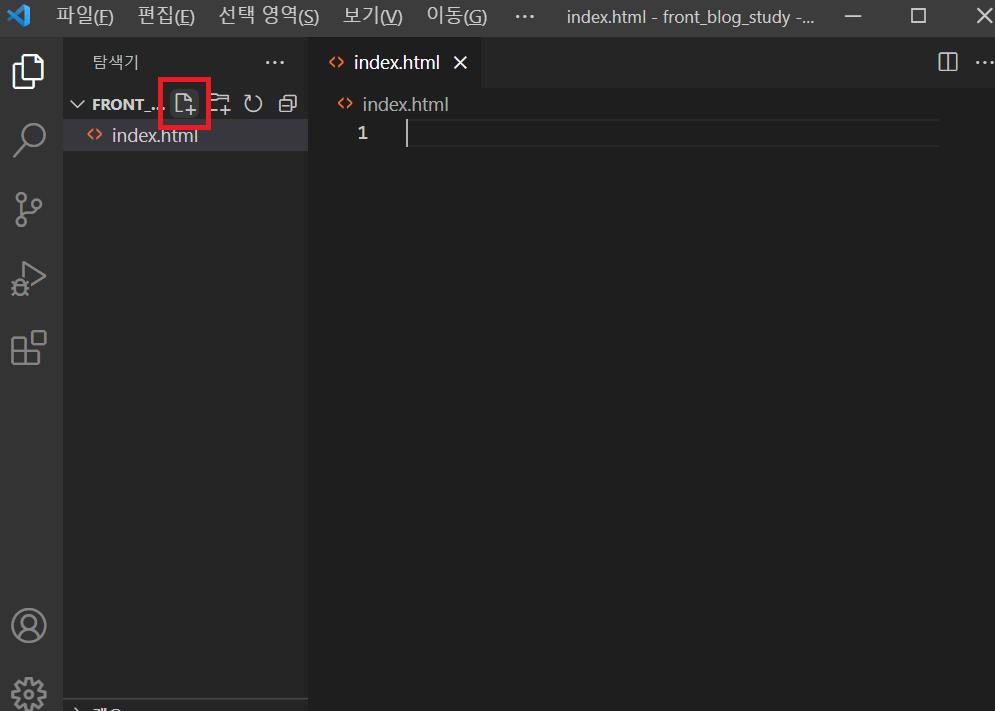 파일(F) 편집(E) 선택 영역(S) 보기(V) 이동(G) ··· index.html - front_blog_study -...
탐색기 ···
index.html ···
FRONT_...
index.html
index.html
1